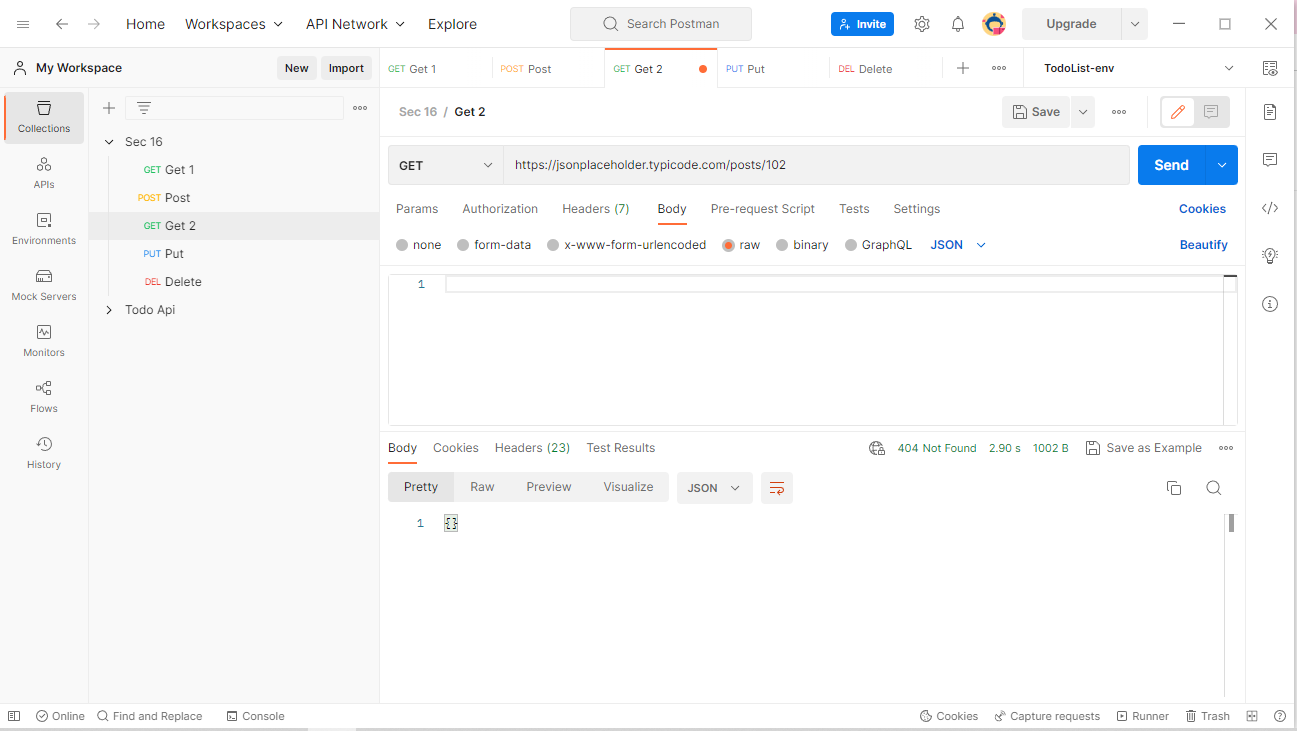 Home Workspaces API Network Explore Search Postman Invite Upgrade
My Workspace New Import GET Get 1 POST Post GET Get 2 PUT Put DEL Delete TodoList-env
Collections
APIs
Environments
Mock Servers
Monitors
Flows
History
Sec 16
GET Get 1
POST Post
GET Get 2
PUT Put
DEL Delete
Todo Api
Sec 16 / Get 2 Save
GET https://jsonplaceholder.typicode.com/posts/102 Send
Params Authorization Headers (7) Body Pre-request Script Tests Settings Cookies
none form-data x-www-form-urlencoded raw binary GraphQL JSON Beautify
1
Body Cookies Headers (23) Test Results 404 Not Found 2.90 s 1002 B Save as Example
Pretty Raw Preview Visualize JSON
1 {}
Online Find and Replace Console Cookies Capture requests Runner Trash